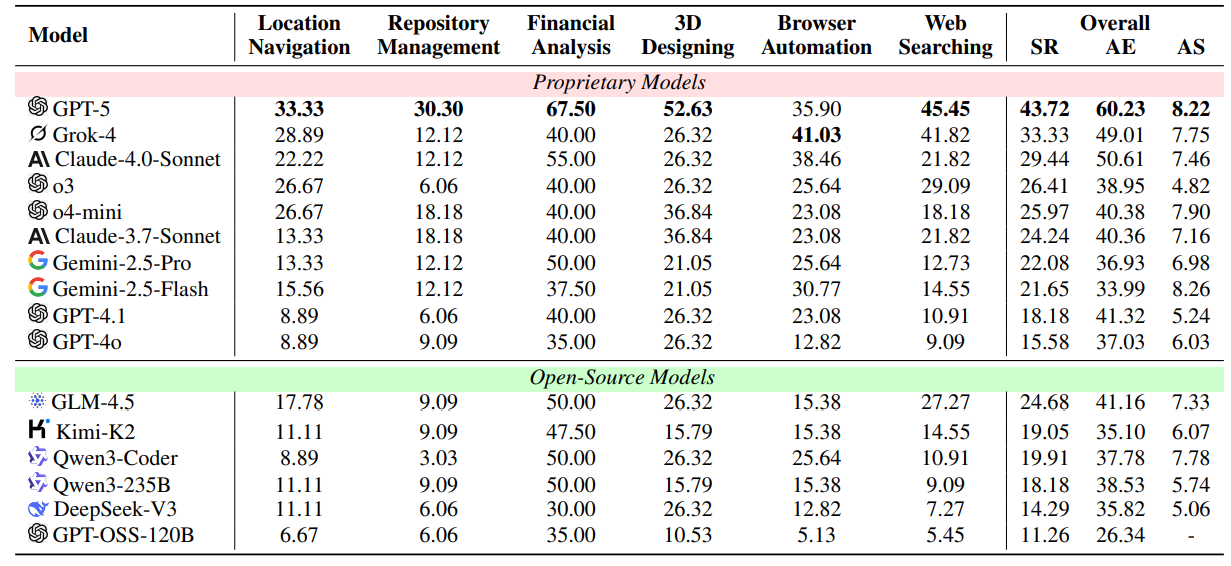 Model Location Navigation Repository Management Financial Analysis 3D Designing Browser Automation Web Searching Overall SR AE AS
Proprietary Models
GPT-5 33.33 30.30 67.50 52.63 35.90 45.45 43.72 60.23 8.22
Grok-4 28.89 12.12 40.00 26.32 41.03 41.82 33.33 49.01 7.75
Claude-4.0-Sonnet 22.22 12.12 55.00 26.32 38.46 21.82 29.44 50.61 7.46
o3 26.67 6.06 40.00 26.32 25.64 29.09 26.41 38.95 4.82
o4-mini 26.67 18.18 40.00 36.84 23.08 18.18 25.97 40.38 7.90
Claude-3.7-Sonnet 13.33 18.18 40.00 36.84 23.08 21.82 24.24 40.36 7.16
Gemini-2.5-Pro 13.33 12.12 50.00 21.05 25.64 12.73 22.08 36.93 6.98
Gemini-2.5-Flash 15.56 12.12 37.50 21.05 30.77 14.55 21.65 33.99 8.26
GPT-4.1 8.89 6.06 40.00 26.32 23.08 10.91 18.18 41.32 5.24
GPT-4o 8.89 9.09 35.00 26.32 12.82 9.09 15.58 37.03 6.03
Open-Source Models
GLM-4.5 17.78 9.09 50.00 26.32 15.38 27.27 24.68 41.16 7.33
Kimi-K2 11.11 9.09 47.50 15.79 15.38 14.55 19.05 35.10 6.07
Qwen3-Coder 8.89 3.03 50.00 26.32 25.64 10.91 19.91 37.78 7.78
Qwen3-235B 11.11 9.09 50.00 15.79 15.38 9.09 18.18 38.53 5.74
DeepSeek-V3 11.11 6.06 30.00 26.32 12.82 7.27 14.29 35.82 5.06
GPT-OSS-120B 6.67 6.06 35.00 10.53 5.13 5.45 11.26 26.34 -